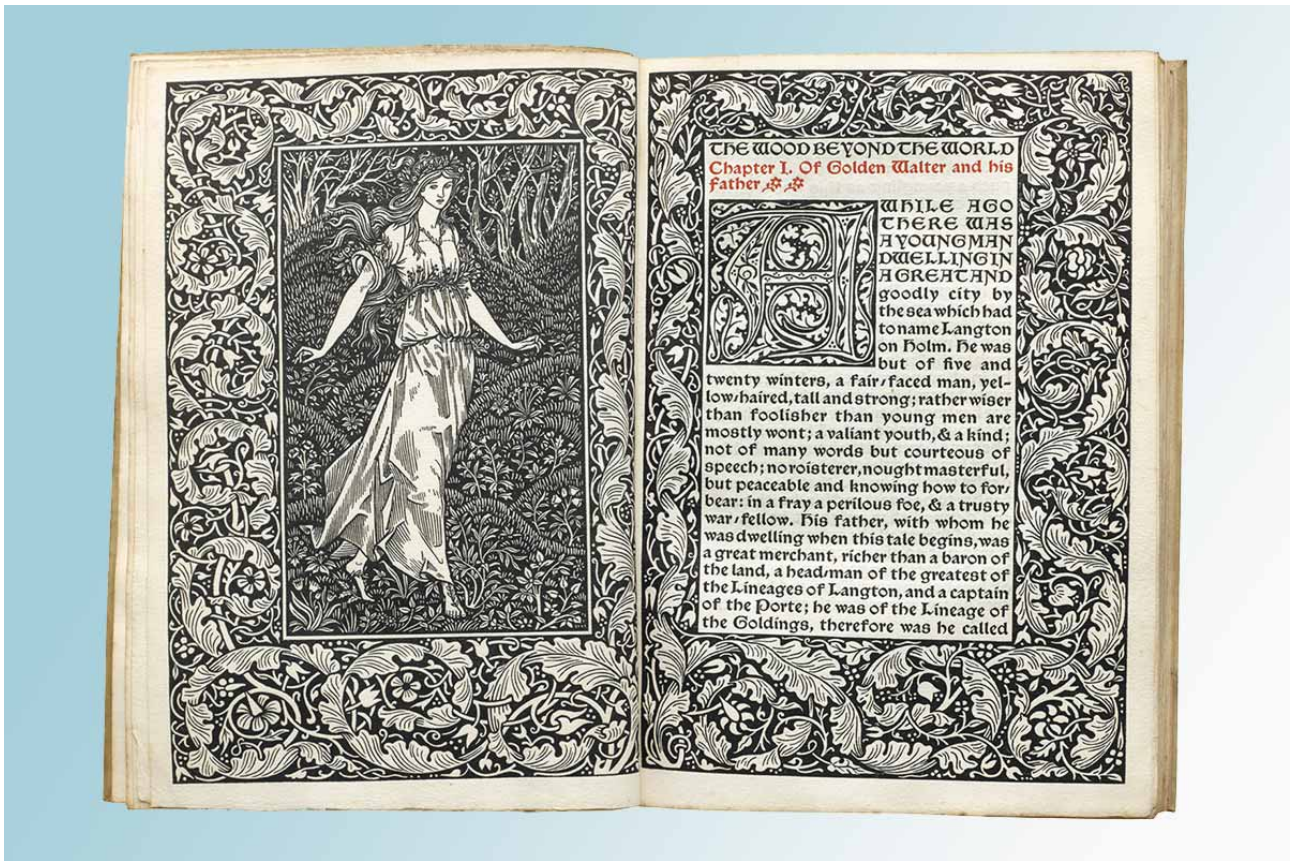 THE WOOD BEYOND THE WORLD
Chapter I. Of Golden Walter and his
father
A WHILE AGO
THERE WAS
A YOUNG MAN
DWELLING IN
A GREAT AND
goodly city by
the sea which had
to name Langton
on Holm. He was
but of five and
twenty winters, a fair-faced man, yel-
low-haired, tall and strong; rather wiser
than foolisher than young men are
mostly wont; a valiant youth, & a kind;
not of many words but courteous of
speech; no roisterer, nought masterful,
but peaceable and knowing how to for-
bear: in a fray a perilous foe, & a trusty
war-fellow. His father, with whom he
was dwelling when this tale begins, was
a great merchant, richer than a baron of
the land, a head-man of the greatest of
the Lineages of Langton, and a captain
of the Porte; he was of the Lineage of
the Goldings, therefore was he called